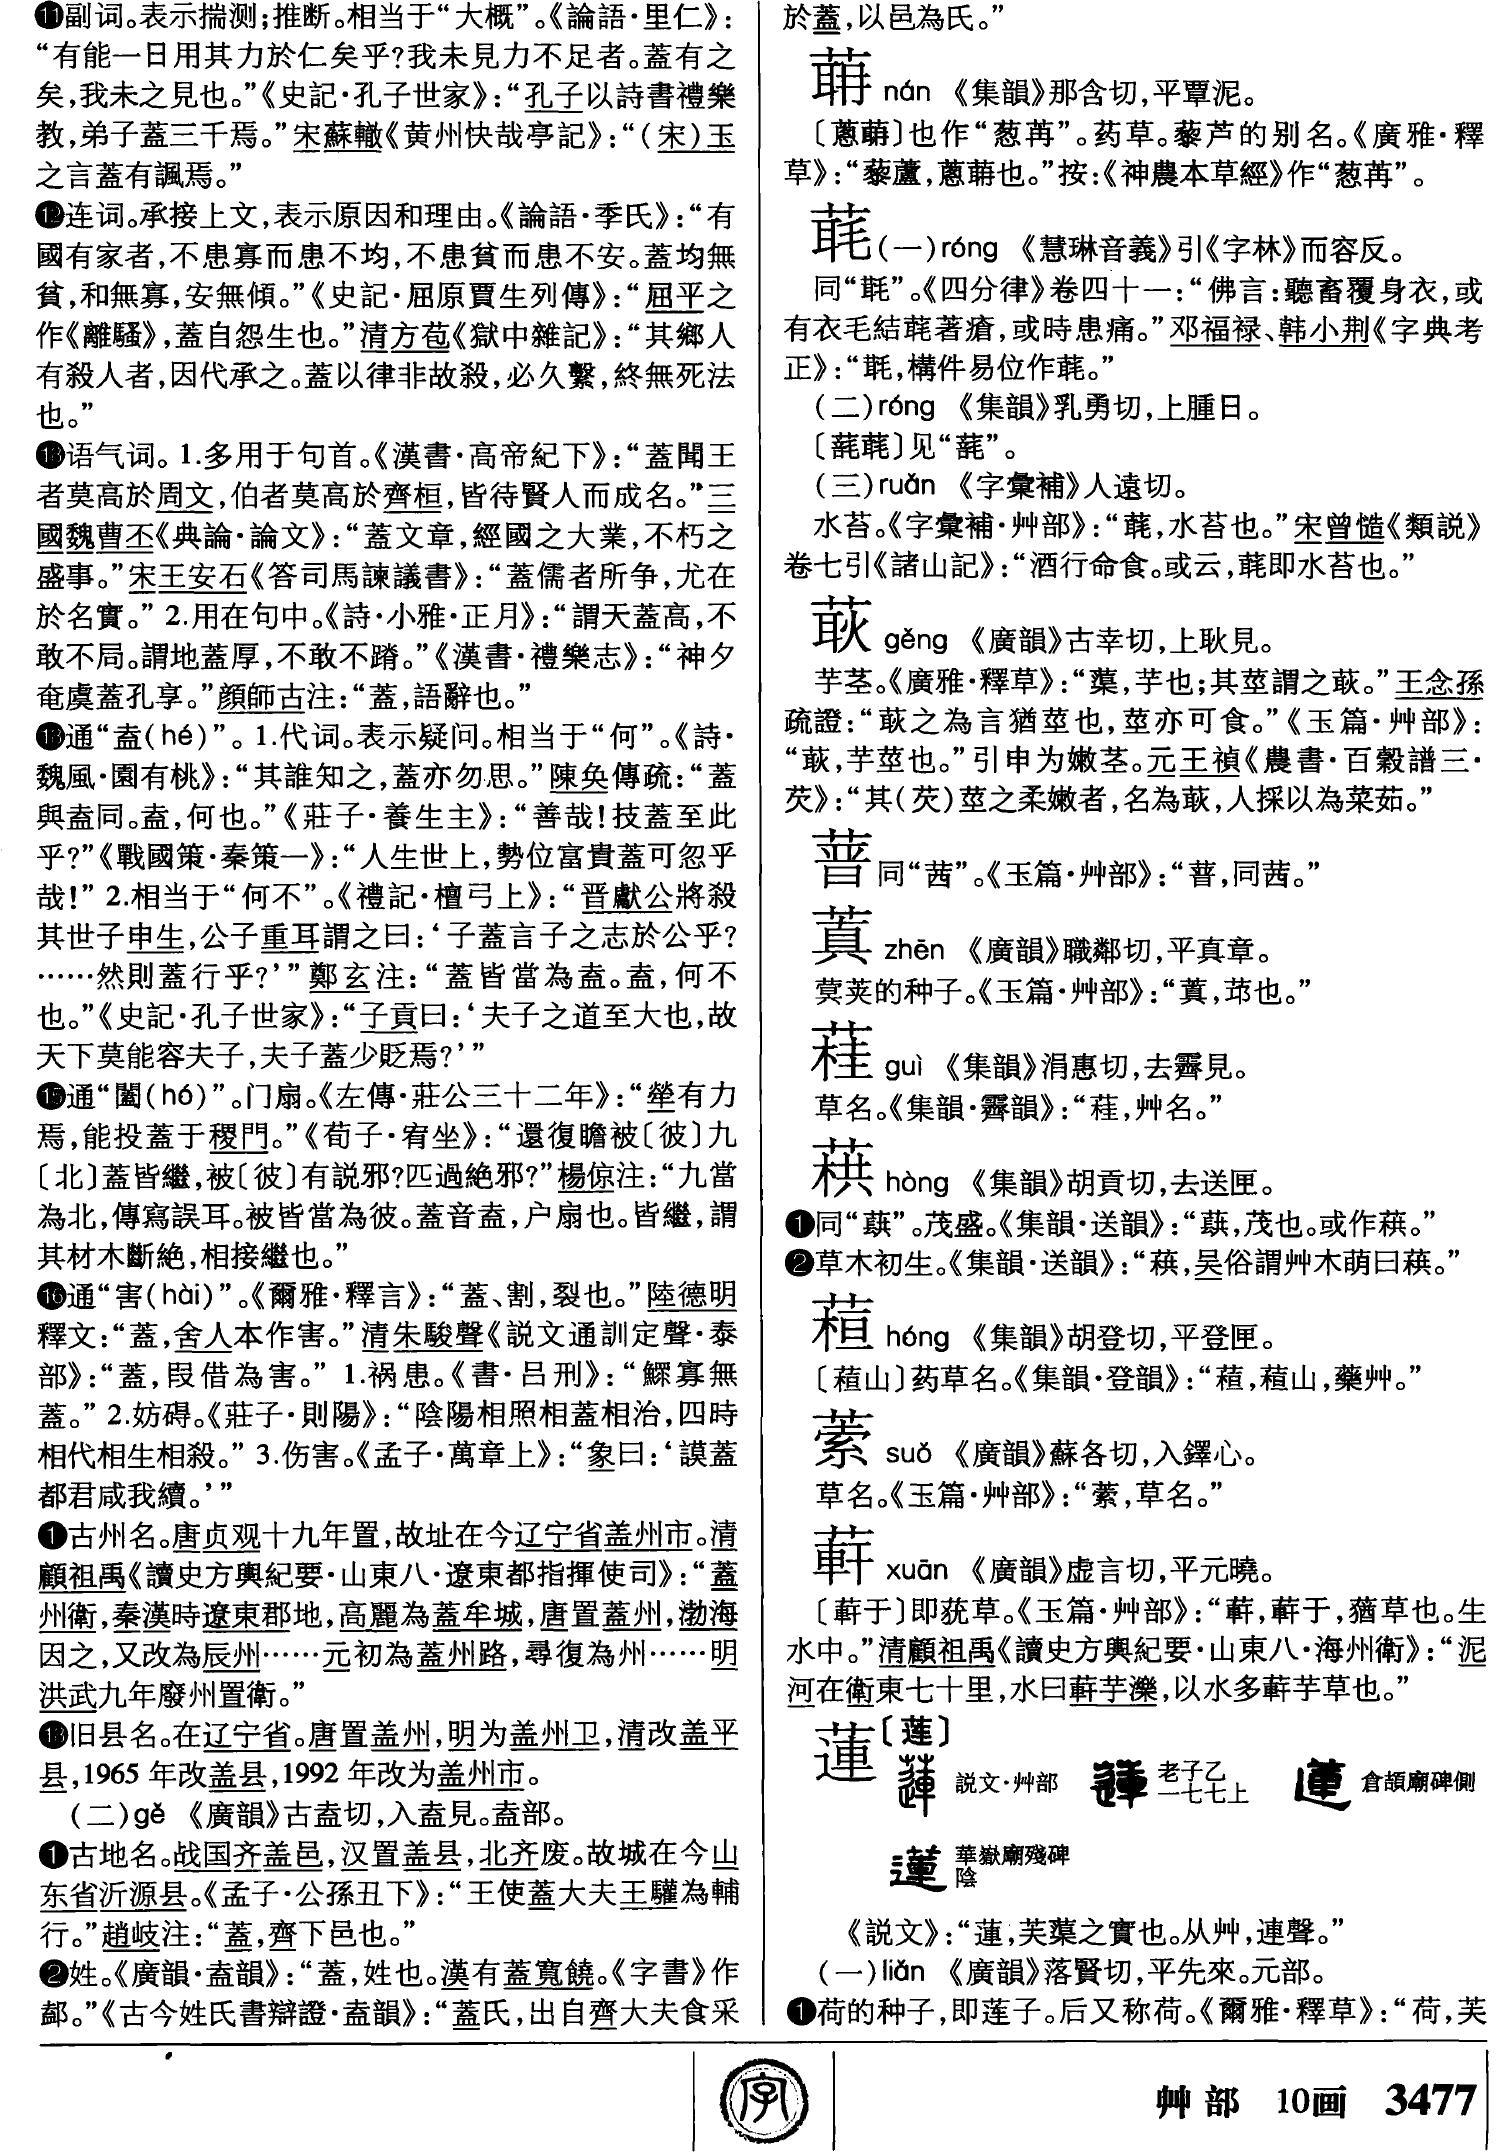 ⓫副词。表示揣测；推断。相当于“大概”。《論語·里仁》：
“有能一日用其力於仁矣乎？我未見力不足者。蓋有之
矣，我未之見也。”《史記·孔子世家》：“孔子以詩書禮樂
教，弟子蓋三千焉。”宋蘇轍《黄州快哉亭記》：“（宋）玉
之言蓋有諷焉。”
⓬连词。承接上文，表示原因和理由。《論語·季氏》：“有
國有家者，不患寡而患不均，不患貧而患不安。蓋均無
貧，和無寡，安無傾。”《史記·屈原賈生列傳》：“屈平之
作《離騷》，蓋自怨生也。”清方苞《獄中雜記》：“其鄉人
有殺人者，因代承之。蓋以律非故殺，必久繫，終無死法
也。”
⓭语气词。1.多用于句首。《漢書·高帝紀下》：“蓋聞王
者莫高於周文，伯者莫高於齊桓，皆待賢人而成名。”三
國魏曹丕《典論·論文》：“蓋文章，經國之大業，不朽之
盛事。”宋王安石《答司馬諫議書》：“蓋儒者所争，尤在
於名實。”2.用在句中。《詩·小雅·正月》：“謂天蓋高，不
敢不局。謂地蓋厚，不敢不蹐。”《漢書·禮樂志》：“神夕
奄虞蓋孔享。”顔師古注：“蓋，語辭也。”
通“盍（hé）”。1.代词。表示疑问。相当于“何”。《詩·
魏風·園有桃》：“其誰知之，蓋亦勿思。”陳奂傳疏：“蓋
與盍同。盍，何也。”《莊子·養生主》：“善哉！技蓋至此
乎？”《戰國策·秦策一》：“人生世上，勢位富貴蓋可忽乎
哉！”2.相当于“何不”。《禮記·檀弓上》：“晋獻公將殺
其世子申生，公子重耳謂之曰：‘子蓋言子之志於公乎？
……然則蓋行乎？’”鄭玄注：“蓋皆當為盍。盍，何不
也。”《史記·孔子世家》：“子貢曰：‘夫子之道至大也，故
天下莫能容夫子，夫子蓋少貶焉？’”
⓯通“闔（hó）”。门扇。《左傳·莊公三十二年》：“犖有力
焉，能投蓋于稷門。”《荀子·宥坐》：“還復瞻被〔彼〕九
〔北〕蓋皆繼，被〔彼〕有説邪？匹過絶邪？”楊倞注：“九當
為北，傳寫誤耳。被皆當為彼。蓋音盍，户扇也。皆繼，謂
其材木斷絶，相接繼也。”
⓰通“害（hài）”。《爾雅·釋言》：“蓋、割，裂也。”陸德明
釋文：“蓋，舍人本作害。”清朱駿聲《説文通訓定聲·泰
部》：“蓋，叚借為害。”1.祸患。《書·吕刑》：“鰥寡無
蓋。”2.妨碍。《莊子·則陽》：“陰陽相照相蓋相治，四時
相代相生相殺。”3.伤害。《孟子·萬章上》：“象曰：‘謨蓋
都君咸我續。’”
古州名。唐贞观十九年置，故址在今辽宁省盖州市。清
顧祖禹《讀史方輿紀要·山東八·遼東都指揮使司》：“蓋
州衛，秦漢時遼東郡地，高麗為蓋牟城，唐置蓋州，渤海
因之，又改為辰州……元初為蓋州路，尋復為州……明
洪武九年廢州置衛。”
旧县名。在辽宁省。唐置盖州，明为盖州卫，清改盖平
县，1965年改盖县，1992年改为盖州市。
（二）gě 《廣韻》古盍切，入盍見。盍部。
❶古地名。战国齐盖邑，汉置盖县，北齐废。故城在今山
东省沂源县。《孟子·公孫丑下》：“王使蓋大夫王驩為輔
行。”趙岐注：“蓋，齊下邑也。”
❷姓。《廣韻·盍韻》：“蓋，姓也。漢有蓋寬饒。《字書》作
郶。”《古今姓氏書辯證·盍韻》：“蓋氏，出自齊大夫食采
於蓋，以邑為氏。”
萳 nán 《集韻》那含切，平覃泥。
〔蔥萳〕也作“葱苒”。药草。藜芦的别名。《廣雅·釋
草》：“藜蘆，蔥萳也。”按：《神農本草經》作“葱苒”。
（一）róng 《慧琳音義》引《字林》而容反。
同“毦”。《四分律》卷四十一：“佛言：聽畜覆身衣，或
有衣毛結著瘡，或時患痛。”邓福禄、韩小荆《字典考
正》：“構件易位作。”
（二）róng 《集韻》乳勇切，上腫日。
（三）ruǎn 《字彙補》人遠切。
水苔。《字彙補·艸部》：“水苔也。”宋曾慥《類説》
卷七引《諸山記》：“酒行命食。或云，即水苔也。”
菮 gěng 《廣韻》古幸切，上耿見。
芋茎。《廣雅·釋草》：“蕖，芋也；其莖謂之。”王念孫
疏證：“之為言猶莖也，莖亦可食。”《玉篇·艸部》：
“芋莖也。”引申为嫩茎。元王禎《農書·百穀譜三·
芡》：“其（芡）莖之柔嫩者，名為，人採以為菜茹。”
同“茜”。《玉篇·艸部》：“同茜。”
蒖 zhēn 《廣韻》職鄰切，平真章。
蓂荚的种子。《玉篇·艸部》：“蒖，也。”
guì 《集韻》涓惠切，去霽見。
草名。《集韻·霽韻》：“艸名。”
hòng 《集韻》胡貢切，去送匣。
❶同“蕻”。茂盛。《集韻·送韻》：“蕻，茂也。或作。”
❷草木初生。《集韻·送韻》：“吴俗謂艸木萌曰。”
hóng 《集韻》胡登切，平登匣。
〔山〕药草名。《集韻·登韻》：“山，藥艸。”
蒃 suǒ 《廣韻》蘇各切，入鐸心。
草名。《玉篇·艸部》：“草名。”
蓒 xuān 《廣韻》虚言切，平元曉。
〔蓒于〕即莸草。《玉篇·艸部》：“蓒，蓒于，蕕草也。生
水中。”清顧祖禹《讀史方輿紀要·山東八·海州衛》：“泥
河在衛東七十里，水曰蓒芋濼，以水多蓒芋草也。”
蓮〔莲〕
説文·艸部 老子乙一七七上 倉頡廟碑側
華嶽廟殘碑陰
《説文》：“蓮，芙蕖之實也。从艸，連聲。”
（一）lián 《廣韻》落賢切，平先來。元部。
❶荷的种子，即莲子。后又称荷。《爾雅·釋草》：“荷，芙
字
艸部 10画 3477